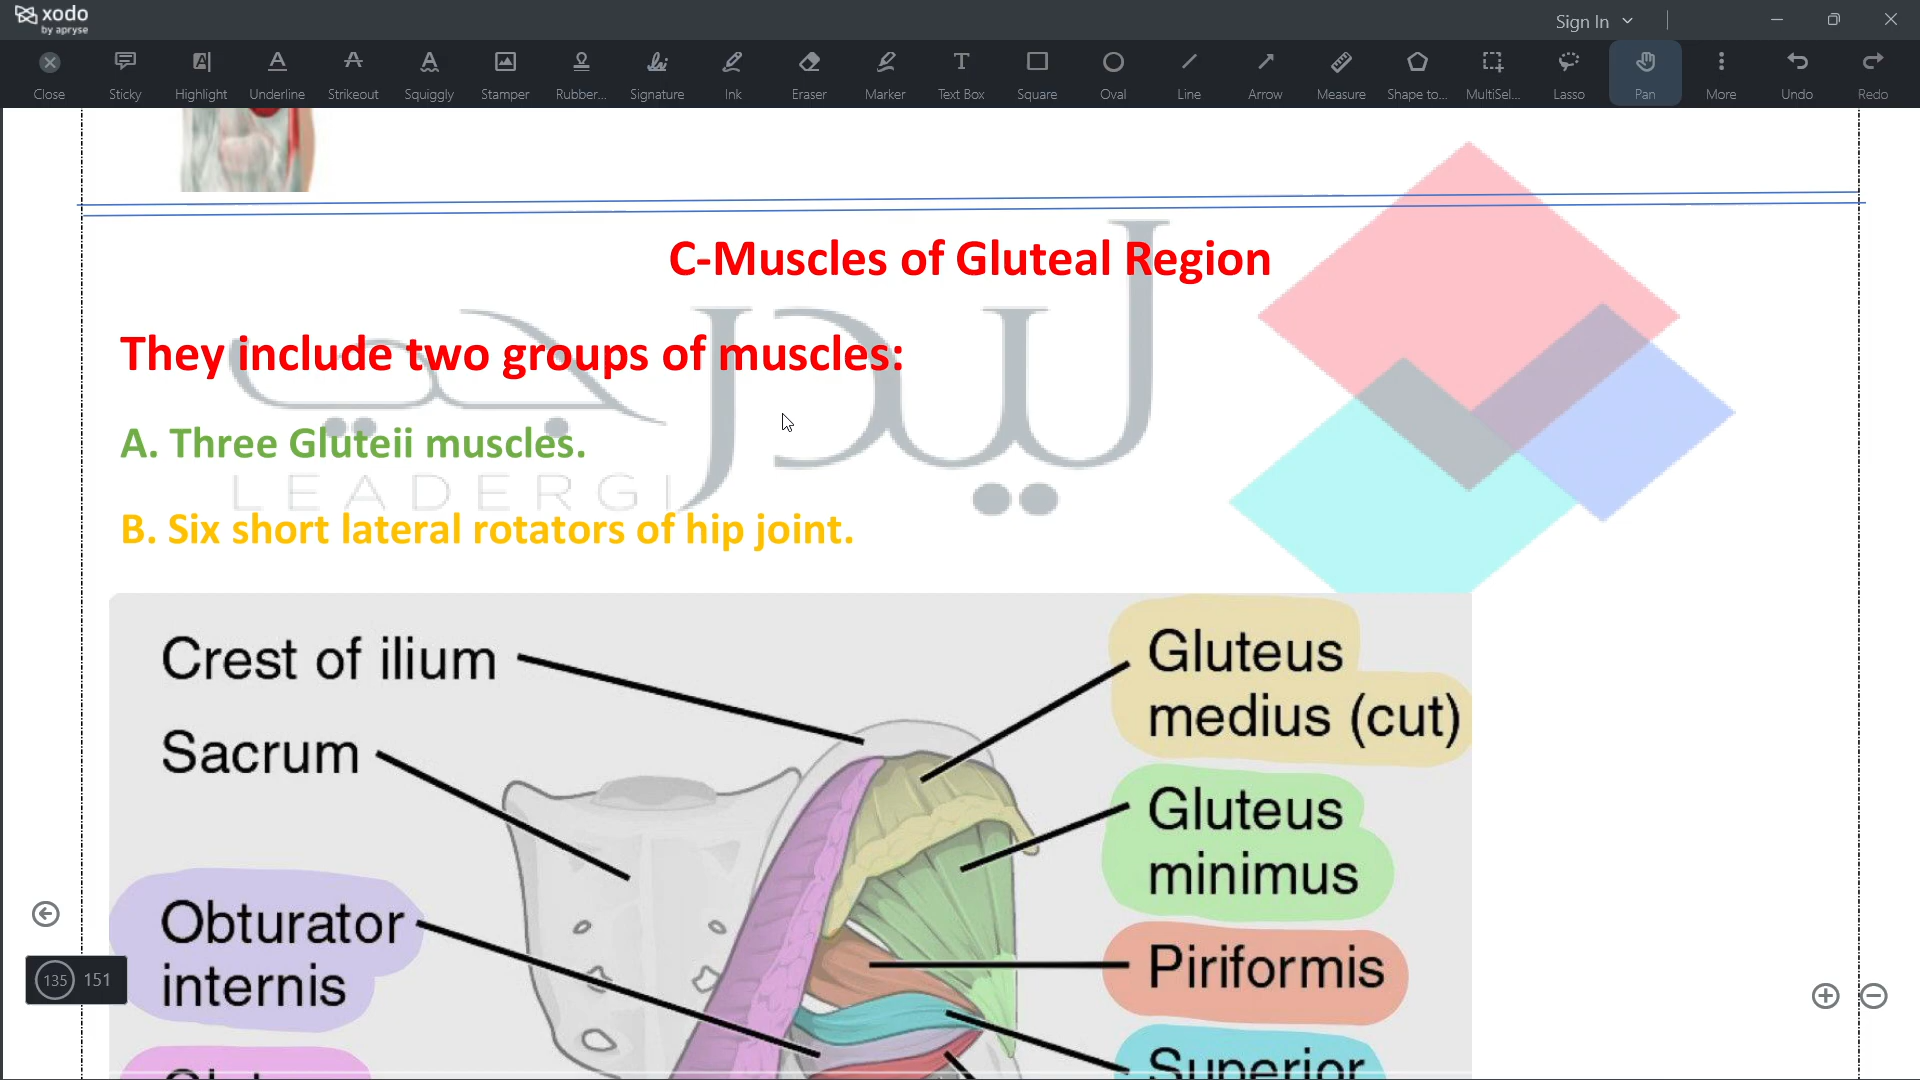 xodo
by apryse
Sign In
Close
Sticky
Highlight
Underline
Strikeout
Squiggly
Stamper
Rubber...
Signature
Ink
Eraser
Marker
Text Box
Square
Oval
Line
Arrow
Measure
Shape to...
MultiSel...
Lasso
Pan
More
Undo
Redo
C-Muscles of Gluteal Region
They include two groups of muscles:
ليدرجيت
A. Three Gluteii muscles.
LEADERGI
B. Six short lateral rotators of hip joint.
Crest of ilium
Gluteus
medius (cut)
Sacrum
Gluteus
minimus
Obturator
internis
Piriformis
135 151
Superior